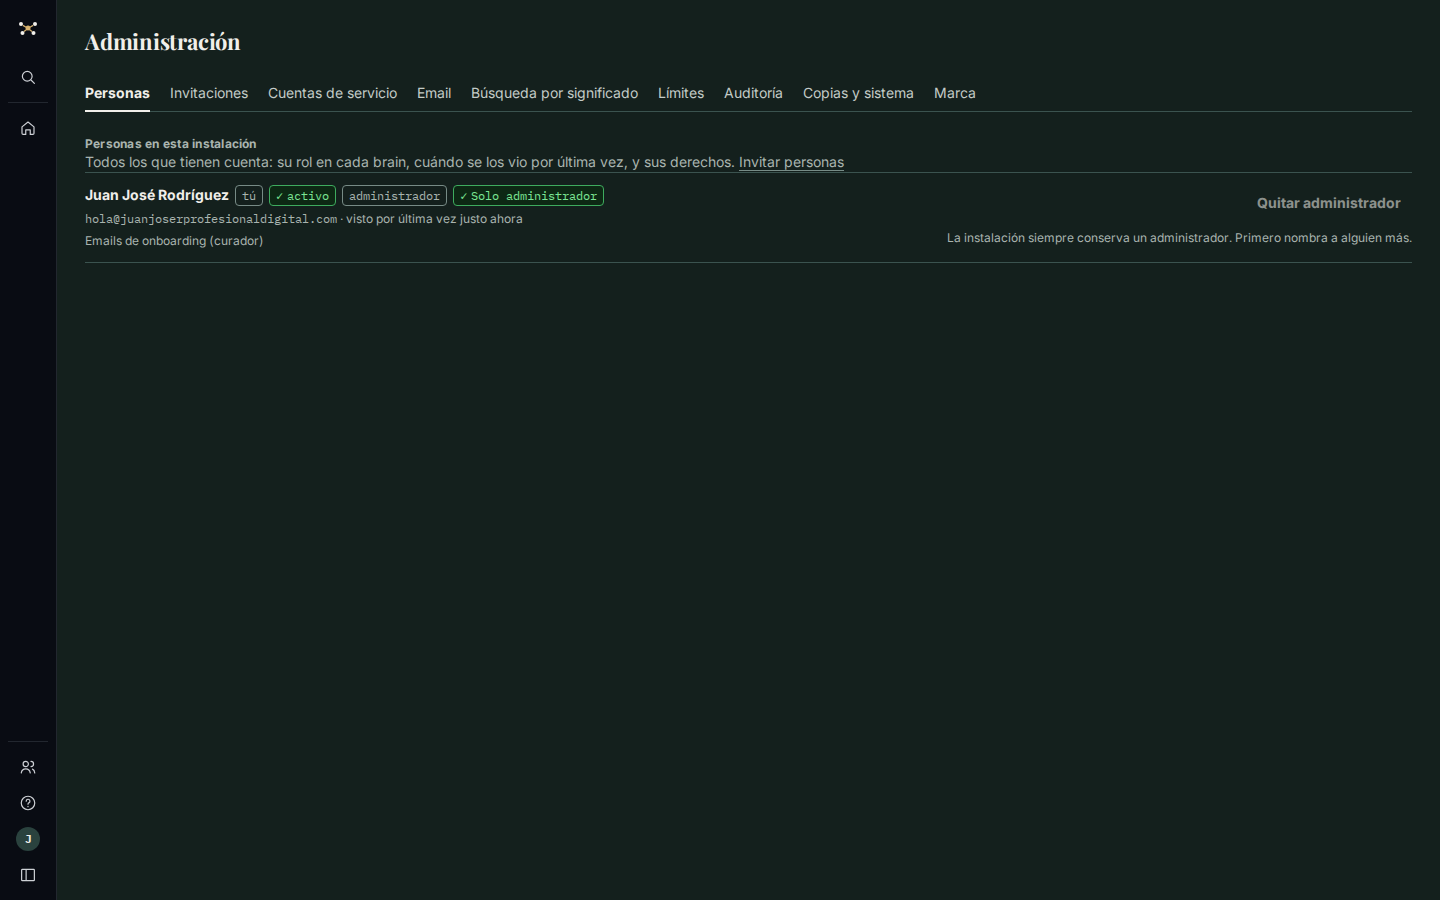 Administración
Personas Invitaciones Cuentas de servicio Email Búsqueda por significado Límites Auditoría Copias y sistema Marca
Personas en esta instalación
Todos los que tienen cuenta: su rol en cada brain, cuándo se los vio por última vez, y sus derechos. Invitar personas
Juan José Rodríguez tú ✓ activo administrador ✓ Solo administrador
Quitar administrador
hola@juanjoserprofesionaldigital.com · visto por última vez justo ahora
Emails de onboarding (curador)
La instalación siempre conserva un administrador. Primero nombra a alguien más.
J